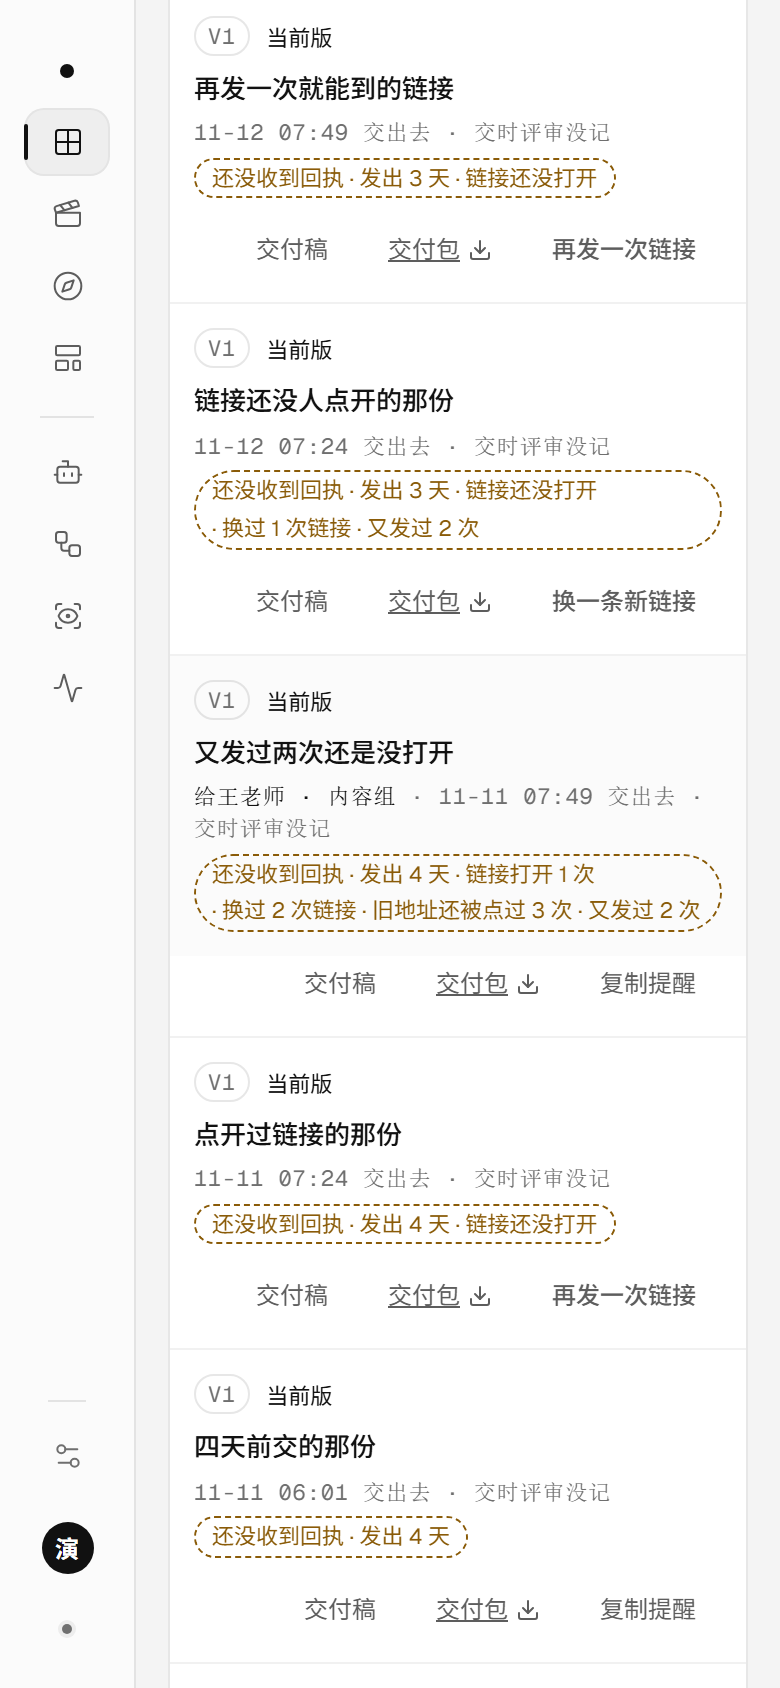 V1 当前版
再发一次就能到的链接
11-12 07:49 交出去 · 交时评审没记
还没收到回执 · 发出 3 天 · 链接还没打开
交付稿 交付包 再发一次链接
V1 当前版
链接还没人点开的那份
11-12 07:24 交出去 · 交时评审没记
还没收到回执 · 发出 3 天 · 链接还没打开
· 换过 1 次链接 · 又发过 2 次
交付稿 交付包 换一条新链接
V1 当前版
又发过两次还是没打开
给王老师 · 内容组 · 11-11 07:49 交出去 ·
交时评审没记
还没收到回执 · 发出 4 天 · 链接打开 1 次
· 换过 2 次链接 · 旧地址还被点过 3 次 · 又发过 2 次
交付稿 交付包 复制提醒
V1 当前版
点开过链接的那份
11-11 07:24 交出去 · 交时评审没记
还没收到回执 · 发出 4 天 · 链接还没打开
交付稿 交付包 再发一次链接
V1 当前版
四天前交的那份
11-11 06:01 交出去 · 交时评审没记
还没收到回执 · 发出 4 天
交付稿 交付包 复制提醒
演